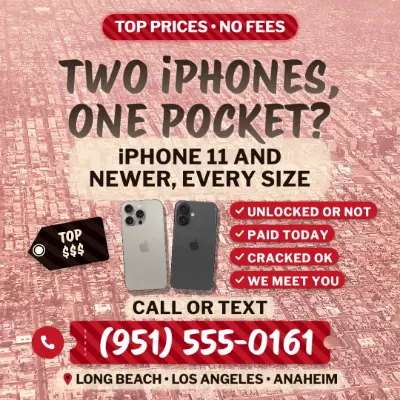 TOP PRICES • NO FEES
TWO iPHONES,
ONE POCKET?
iPHONE 11 AND
NEWER, EVERY SIZE
TOP
$$$
UNLOCKED OR NOT
PAID TODAY
CRACKED OK
WE MEET YOU
CALL OR TEXT
(951) 555-0161
LONG BEACH • LOS ANGELES • ANAHEIM